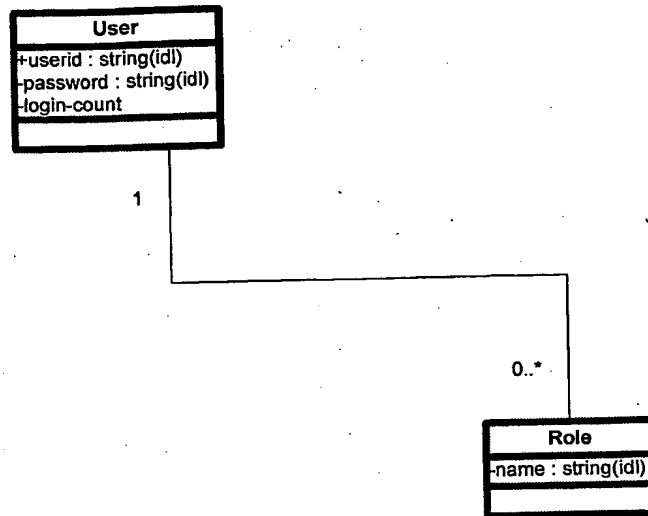 User
+userid : string(idl)
-password : string(idl)
-login-count
1
0..*
Role
-name : string(idl)